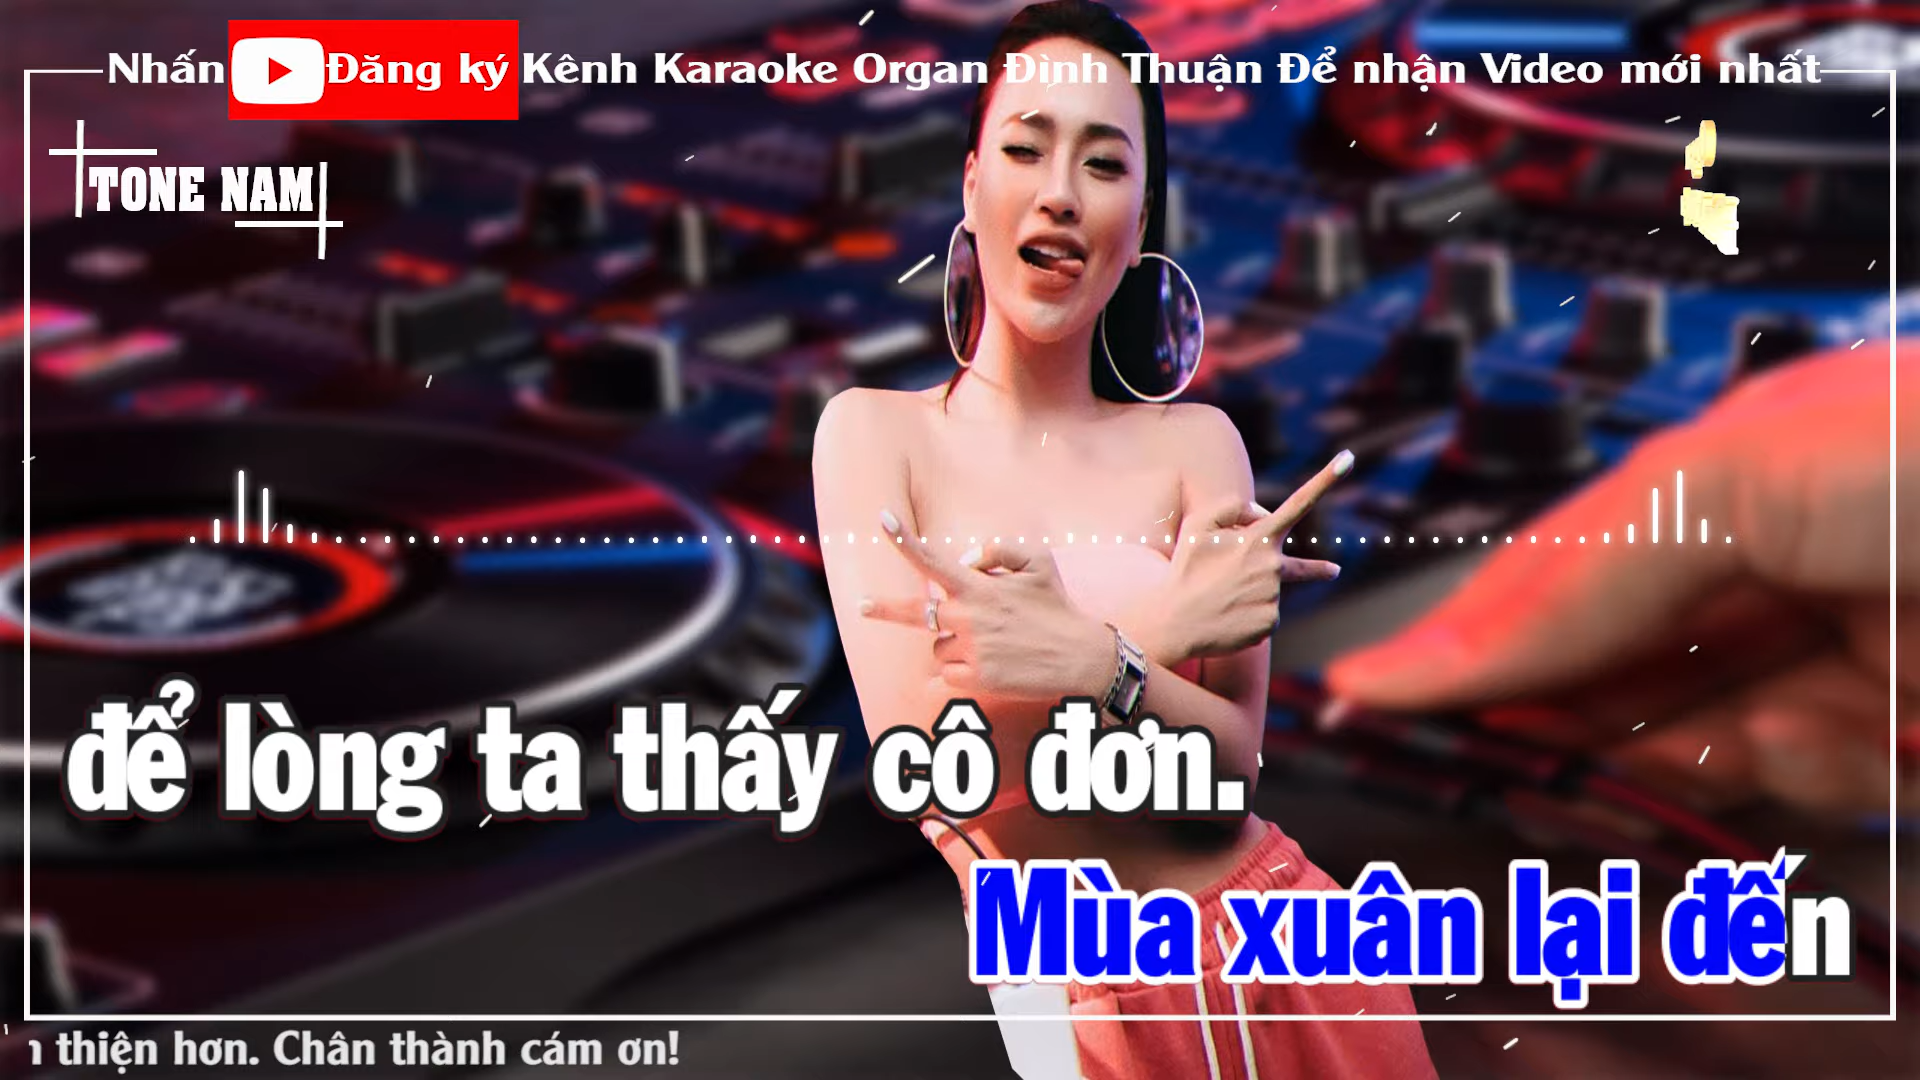 Nhấn Đăng ký Kênh Karaoke Organ Đình Thuận Để nhận Video mới nhất
TONE NAM
để lòng ta thấy cô đơn.
Mùa xuân lại đến
thiện hơn. Chân thành cám ơn!